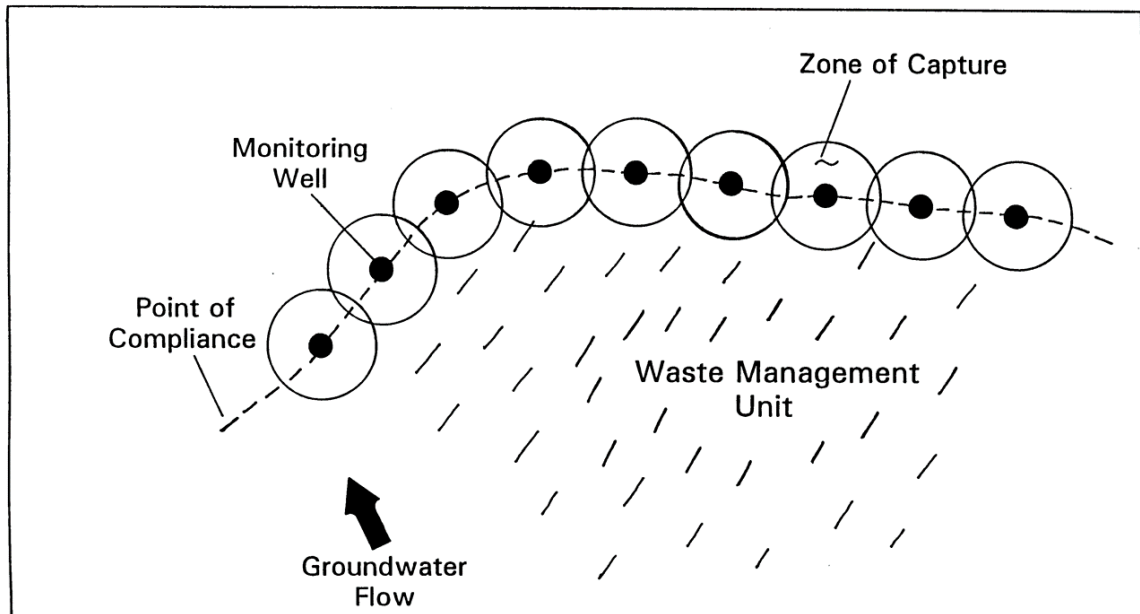 Zone of Capture
Monitoring
Well
Point of
Compliance
Waste Management
Unit
Groundwater
Flow